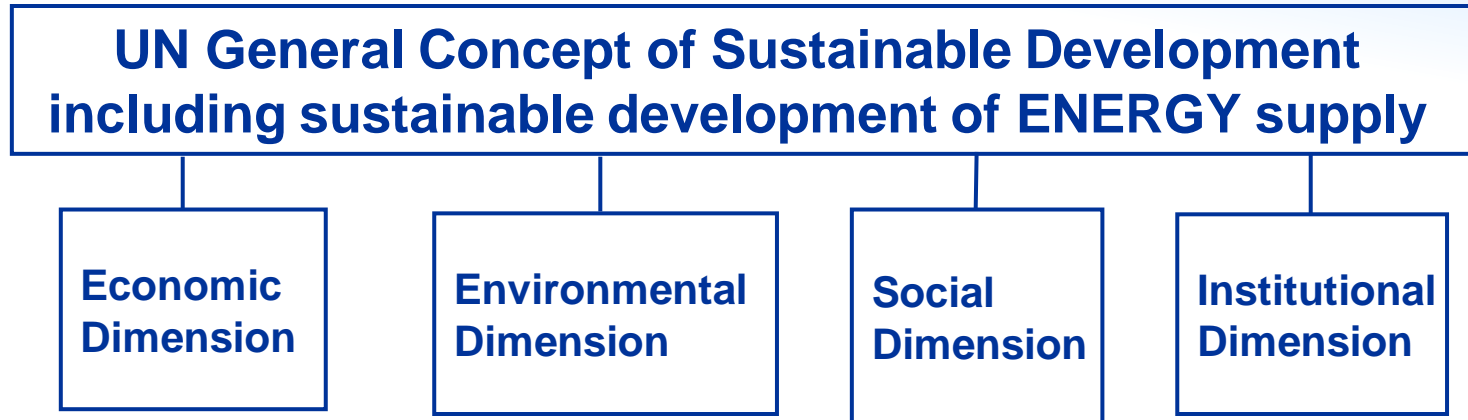 UN General Concept of Sustainable Development
including sustainable development of ENERGY supply
Economic
Dimension
Environmental
Dimension
Social
Dimension
Institutional
Dimension